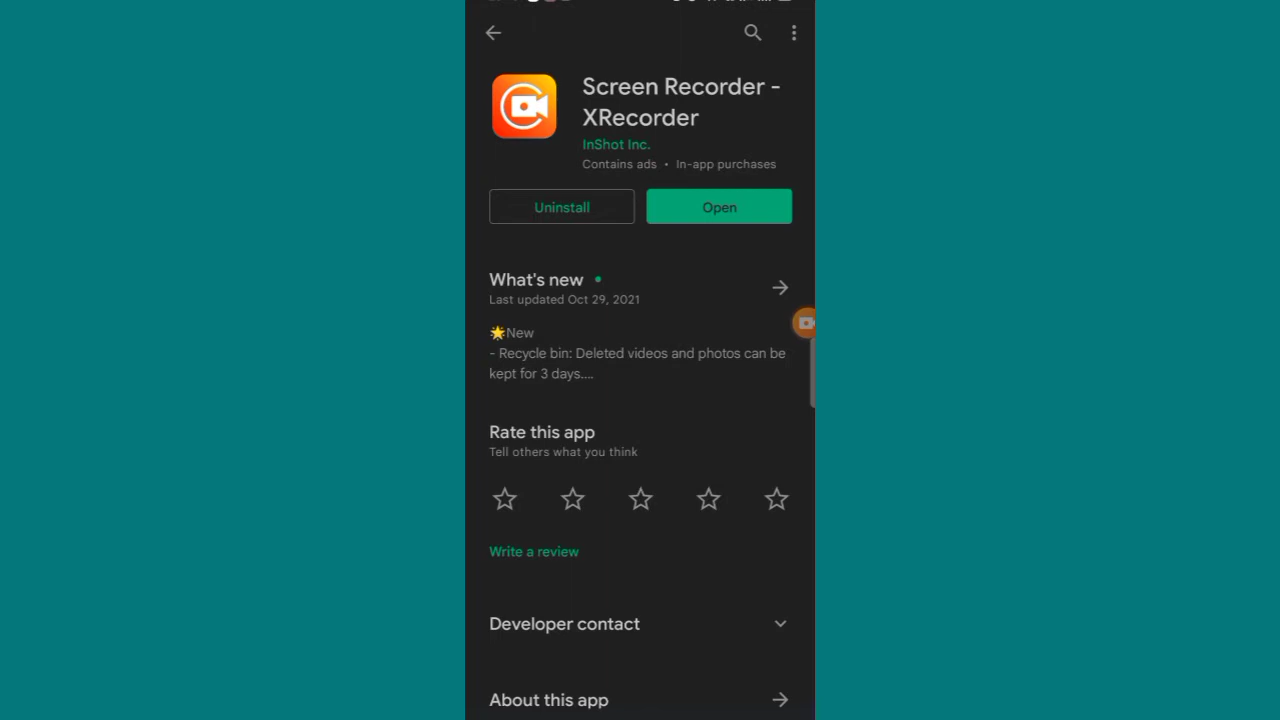 Screen Recorder -
XRecorder
InShot Inc.
Contains ads • In-app purchases
Uninstall
Open
What's new •
Last updated Oct 29, 2021
🌟New
- Recycle bin: Deleted videos and photos can be
kept for 3 days....
Rate this app
Tell others what you think
Write a review
Developer contact
About this app